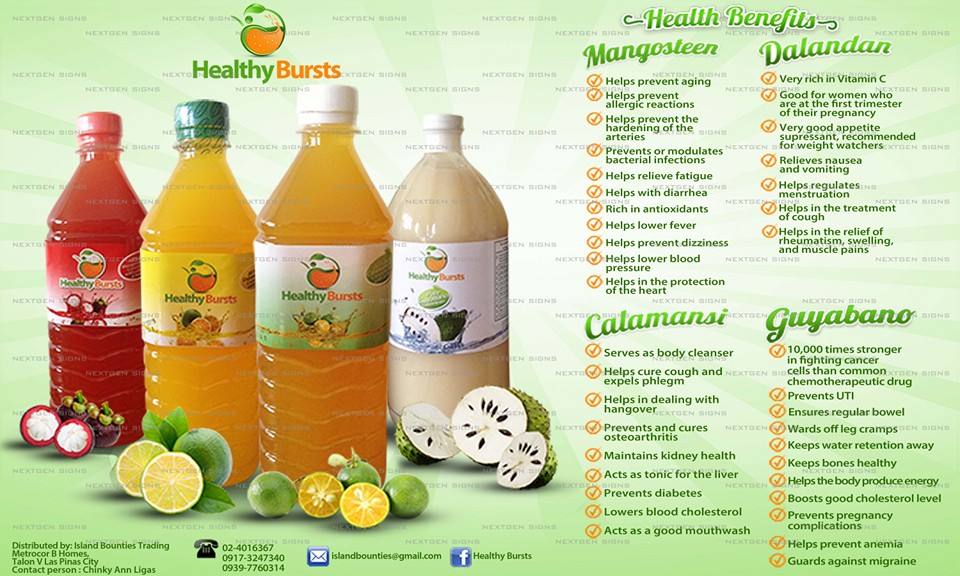 Healthy Bursts
Healthy Bursts
Healthy Bursts
Healthy Bursts
Healthy Bursts
Health Benefits
Mangosteen
Helps prevent aging
Helps prevent
allergic reactions
Helps prevent the
hardening of the
arteries
Prevents or modulates
bacterial infections
Helps relieve fatigue
Helps with diarrhea
Rich in antioxidants
Helps lower fever
Helps prevent dizziness
Helps lower blood
pressure
Helps in the protection
of the heart
Dalandan
Very rich in Vitamin C
Good for women who
are at the first trimester
of their pregnancy
Very good appetite
supressant, recommended
for weight watchers
Relieves nausea
and vomiting
Helps regulates
menstruation
Helps in the treatment
of cough
Helps in the relief of
rheumatism, swelling,
and muscle pains
Calamansi
Serves as body cleanser
Helps cure cough and
expels phlegm
Helps in dealing with
hangover
Prevents and cures
osteoarthritis
Maintains kidney health
Acts as tonic for the liver
Prevents diabetes
Lowers blood cholesterol
Acts as a good mouthwash
Guyabano
10,000 times stronger
in fighting cancer
cells than common
chemotherapeutic drug
Prevents UTI
Ensures regular bowel
Wards off leg cramps
Keeps water retention away
Keeps bones healthy
Helps the body produce energy
Boosts good cholesterol level
Prevents pregnancy
complications
Helps prevent anemia
Guards against migraine
Distributed by: Island Bounties Trading
Metrocor B Homes,
Talon V Las Pinas City
Contact person : Chinky Ann Ligas
02-4016367
0917-3247340
0939-7760314
islandbounties@gmail.com
Healthy Bursts
NEXTGEN SIGNS